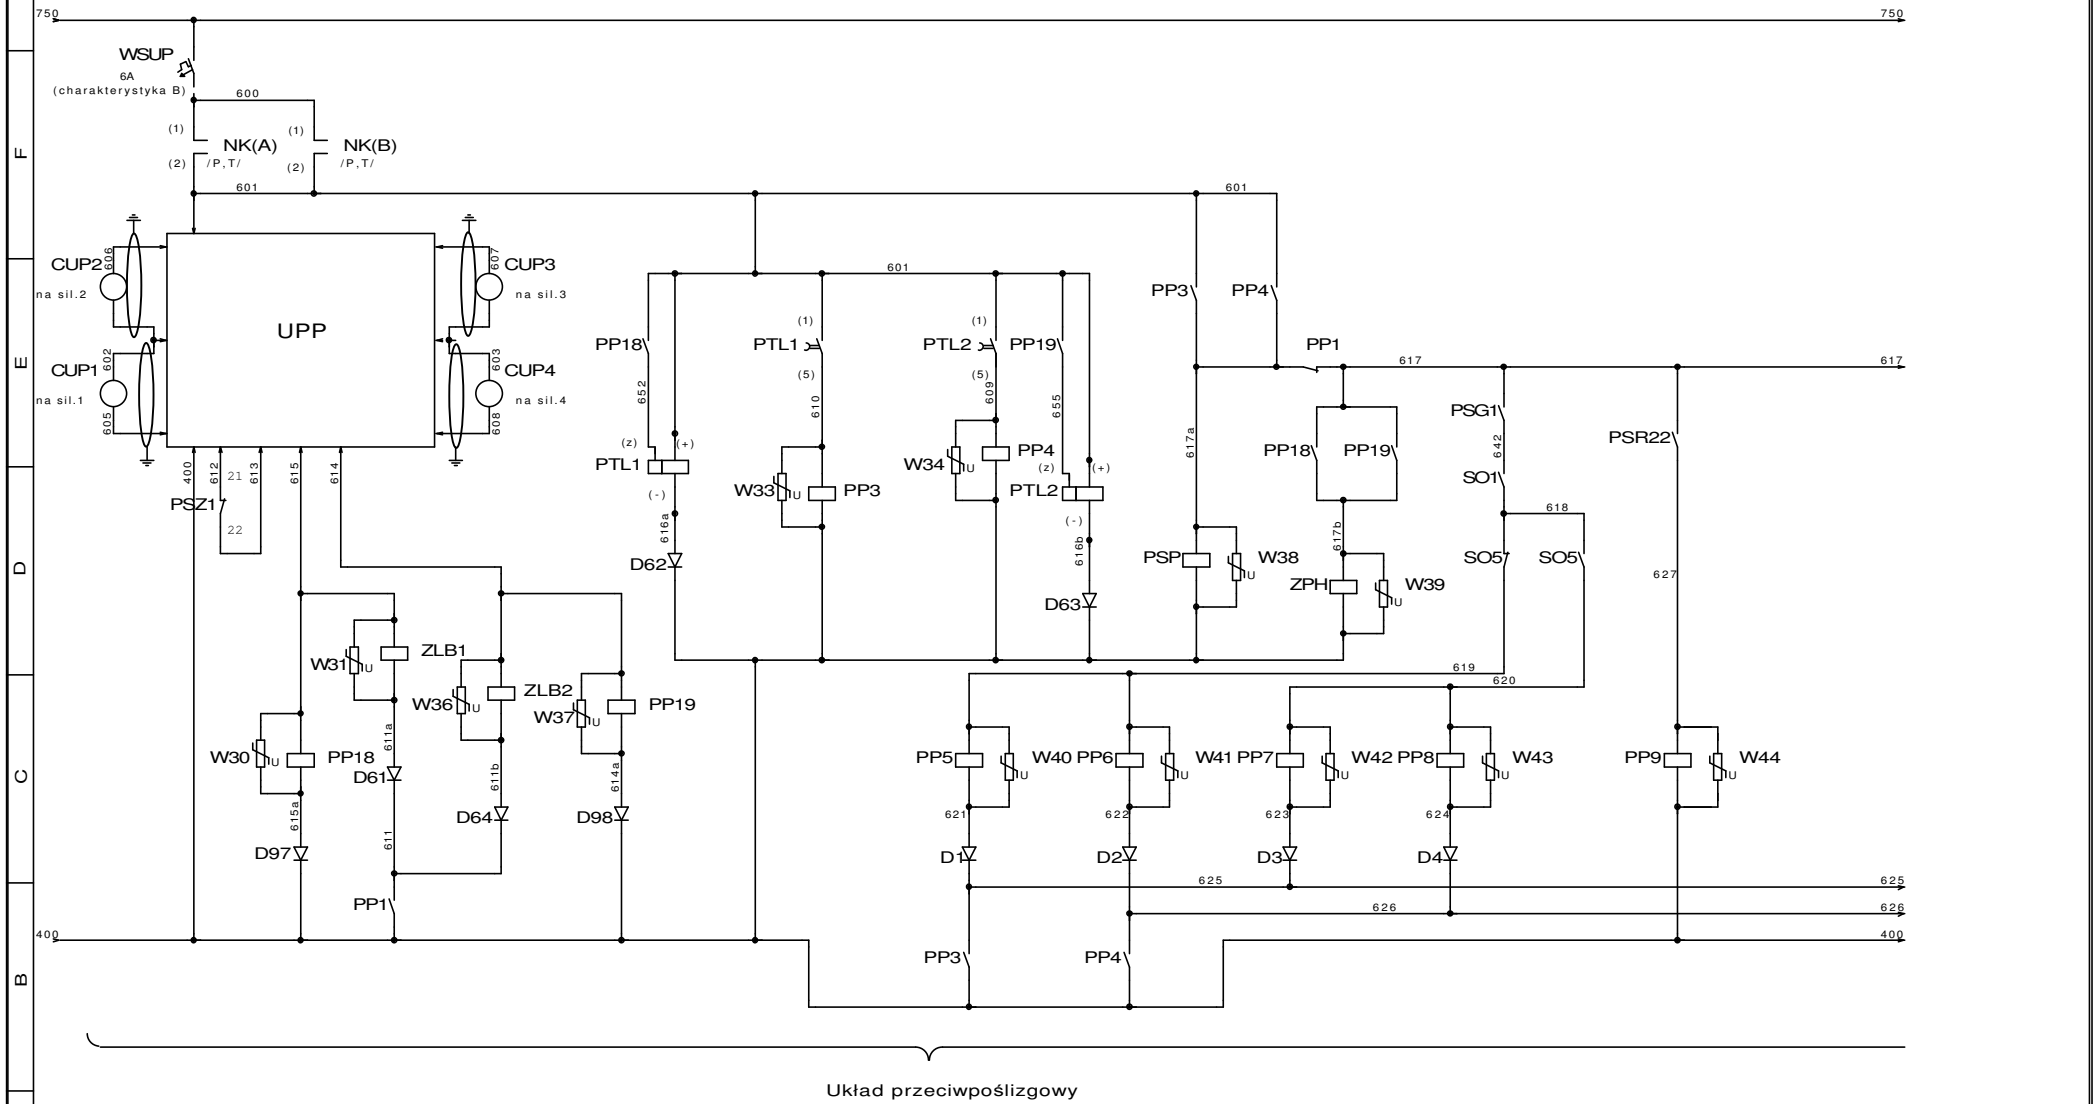 750 750
WSUP
6A
(charakterystyka B)
600
(1) (1)
NK(A) NK(B)
(2) /P,T/ (2) /P,T/
F
601 601
606 607
CUP2 CUP3
na sil.2 na sil.3
601
PP3 PP4
UPP
(1) (1)
PP18 PTL1 PTL2 PP19 PP1
E
602 603
617 617
CUP1 CUP4
(5) (5)
652 610 609 655
na sil.1 na sil.4
605 608
PSG1
617a 642
PSR22
(z) (+)
PP4 PP18 PP19
PTL1 W34 U (z) (+)
400 612 21 613 615 614
SO1
W33 U PP3 PTL2
(-)
PSZ1
618
22
616a (-) 617b
616b
D62 PSP W38 SO5 SO5
U
D
627
ZPH W39
U
D63
W31 U ZLB1
619
620
W36 U ZLB2
W37 U PP19
611a
W30 U PP18
PP5 W40 PP6 W41 PP7 W42 PP8 W43 PP9 W44
U U U U U
C
D61 611b 614a
615a
621 622 623 624
D64 D98
611
D97 D1 D2 D3 D4
625 625
PP1
626 626
400 400
PP3 PP4
B
Układ przeciwpoślizgowy